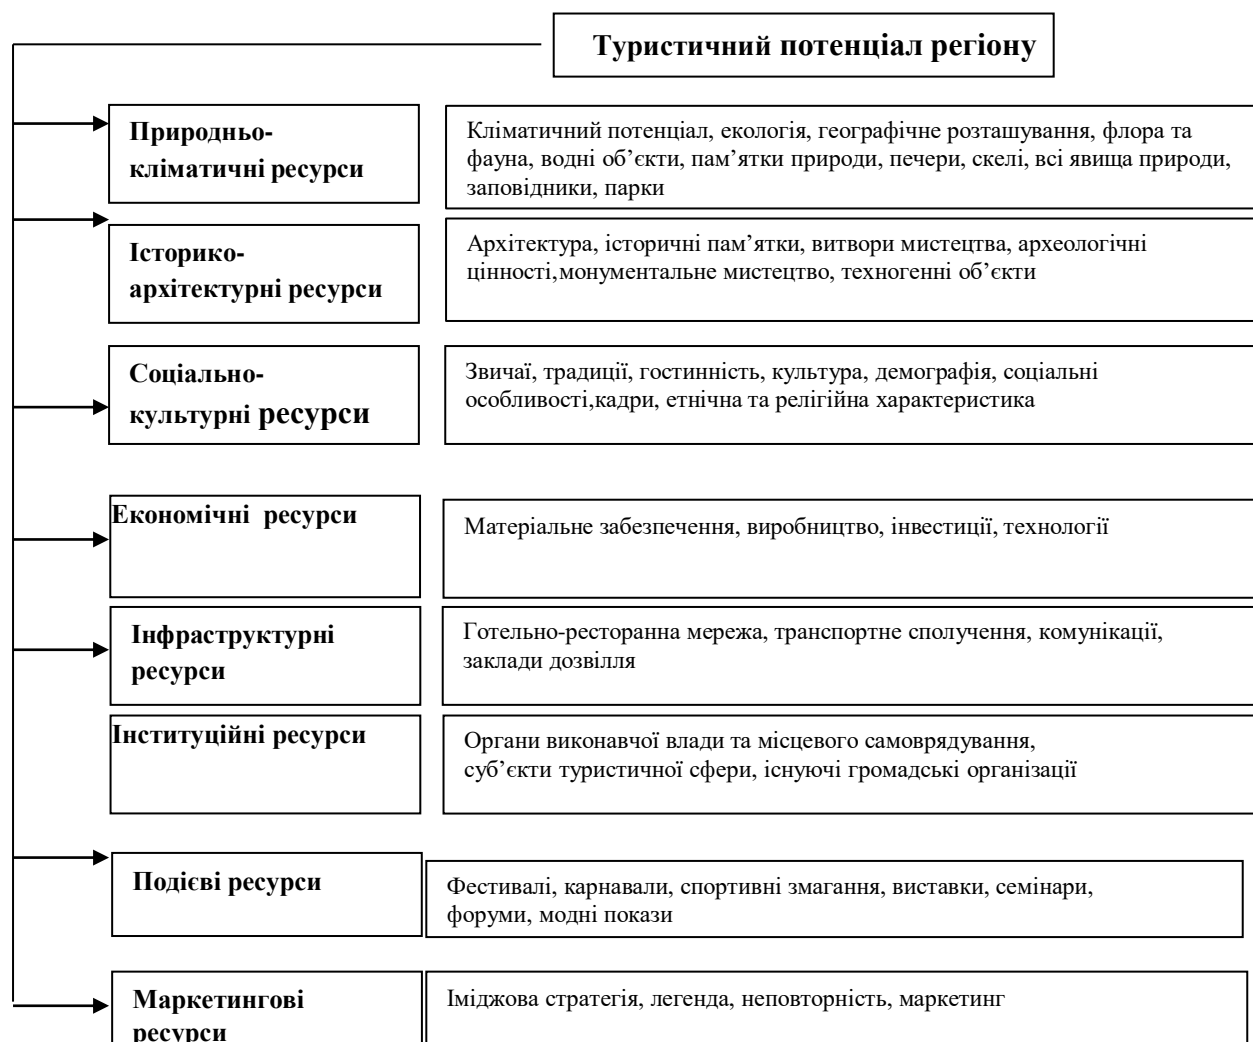 Туристичний потенціал регіону
Природньо-
кліматичні ресурси
Кліматичний потенціал, екологія, географічне розташування, флора та
фауна, водні об’єкти, пам’ятки природи, печери, скелі, всі явища природи,
заповідники, парки
Історико-
архітектурні ресурси
Архітектура, історичні пам’ятки, витвори мистецтва, археологічні
цінності,монументальне мистецтво, техногенні об’єкти
Соціально-
культурні ресурси
Звичаї, традиції, гостинність, культура, демографія, соціальні
особливості,кадри, етнічна та релігійна характеристика
Економічні ресурси
Матеріальне забезпечення, виробництво, інвестиції, технології
Інфраструктурні
ресурси
Готельно-ресторанна мережа, транспортне сполучення, комунікації,
заклади дозвілля
Інституційні ресурси
Органи виконавчої влади та місцевого самоврядування,
суб’єкти туристичної сфери, існуючі громадські організації
Подієві ресурси
Фестивалі, карнавали, спортивні змагання, виставки, семінари,
форуми, модні покази
Маркетингові
ресурси
Іміджова стратегія, легенда, неповторність, маркетинг